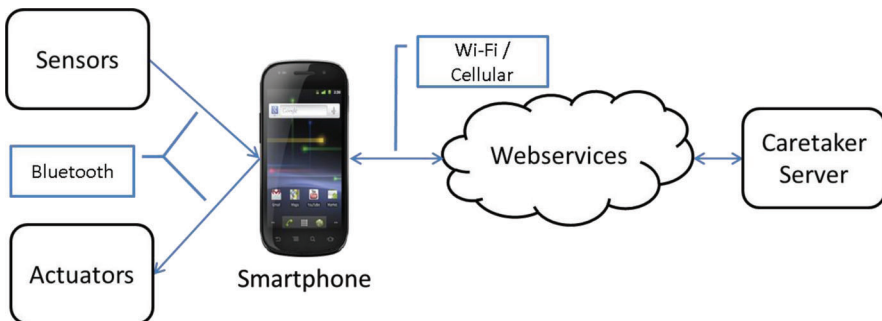 Sensors
Bluetooth
Actuators
Smartphone
Wi-Fi /
Cellular
Webservices
Caretaker
Server